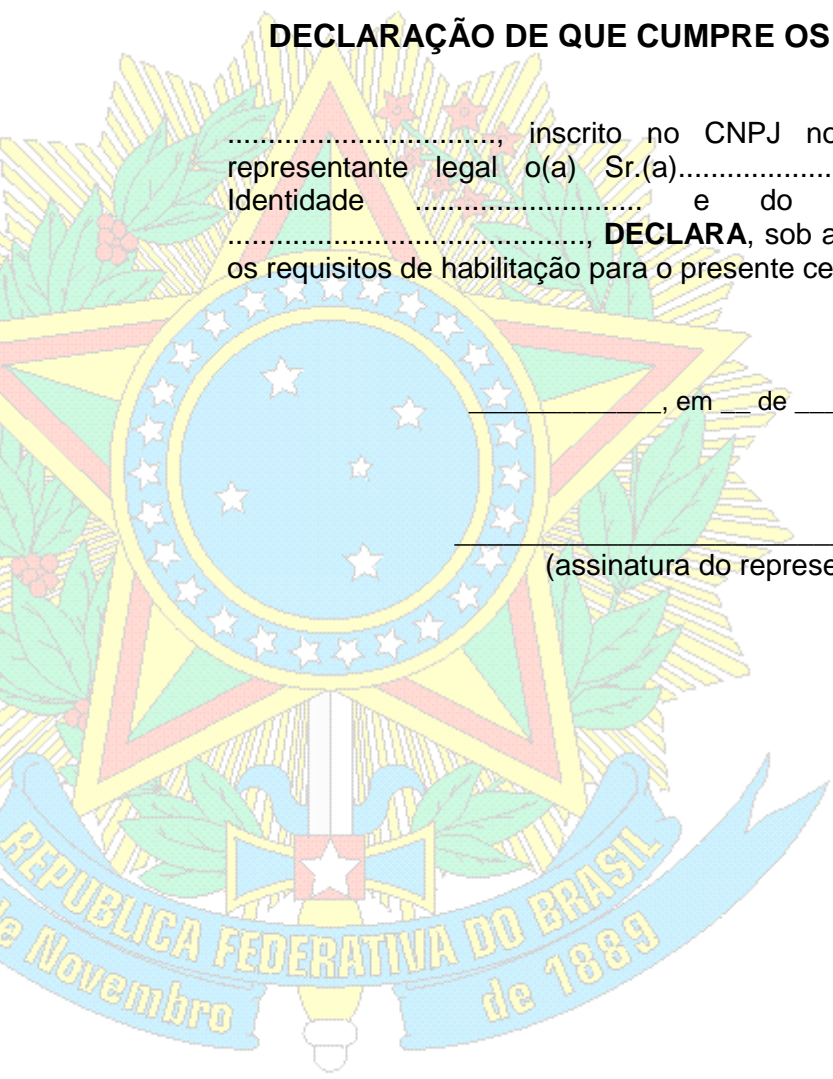 DECLARAÇÃO DE QUE CUMPRE OS
................................., inscrito no CNPJ no
representante legal o(a) Sr.(a)...................
Identidade ............................ e do
............................................, DECLARA, sob a
os requisitos de habilitação para o presente ce
_____________, em __ de ___
__________________________
(assinatura do represe
REPUBLICA FEDERATIVA DO BRASIL
de Novembro de 1889